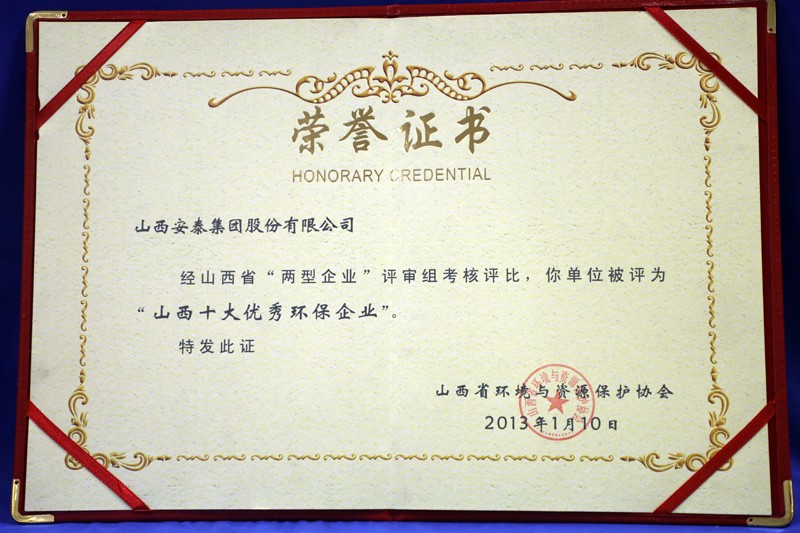 荣誉证书
HONORARY CREDENTIAL
山西安泰集团股份有限公司
经山西省“两型企业”评审组考核评比，你单位被评为
“山西十大优秀环保企业”。
特发此证
山西省环境与资源保护协会
2013年1月10日